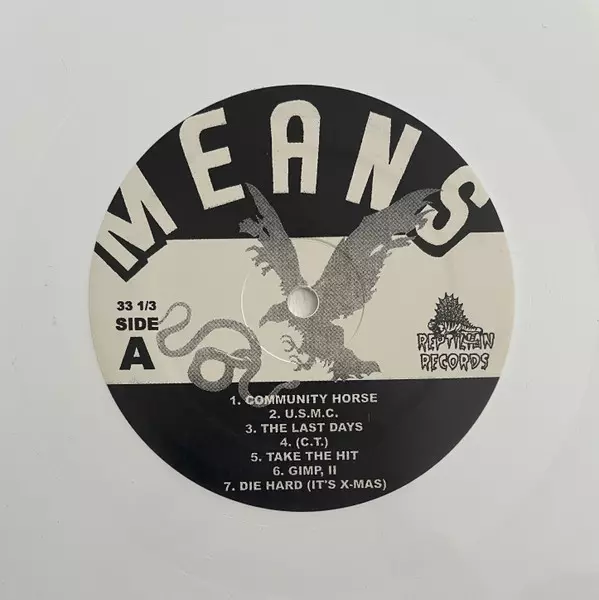 MEANS
33 1/3
SIDE
A
REPTILIAN
RECORDS
1. COMMUNITY HORSE
2. U.S.M.C.
3. THE LAST DAYS
4. (C.T.)
5. TAKE THE HIT
6. GIMP, II
7. DIE HARD (IT'S X-MAS)